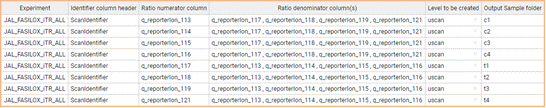 Experiment Identifier column header Ratio numerator column Ratio denominator column(s) Level to be created Output Sample folder
JAL_FASILOX_ITR_ALL ScanIdentifier q_reporterIon_113 q_reporterIon_117 , q_reporterIon_118 , q_reporterIon_119 , q_reporterIon_121 uscan c1
JAL_FASILOX_ITR_ALL ScanIdentifier q_reporterIon_114 q_reporterIon_117 , q_reporterIon_118 , q_reporterIon_119 , q_reporterIon_121 uscan c2
JAL_FASILOX_ITR_ALL ScanIdentifier q_reporterIon_115 q_reporterIon_117 , q_reporterIon_118 , q_reporterIon_119 , q_reporterIon_121 uscan c3
JAL_FASILOX_ITR_ALL ScanIdentifier q_reporterIon_116 q_reporterIon_117 , q_reporterIon_118 , q_reporterIon_119 , q_reporterIon_121 uscan c4
JAL_FASILOX_ITR_ALL ScanIdentifier q_reporterIon_117 q_reporterIon_113 , q_reporterIon_114 , q_reporterIon_115 , q_reporterIon_116 uscan t1
JAL_FASILOX_ITR_ALL ScanIdentifier q_reporterIon_118 q_reporterIon_113 , q_reporterIon_114 , q_reporterIon_115 , q_reporterIon_116 uscan t2
JAL_FASILOX_ITR_ALL ScanIdentifier q_reporterIon_119 q_reporterIon_113 , q_reporterIon_114 , q_reporterIon_115 , q_reporterIon_116 uscan t3
JAL_FASILOX_ITR_ALL ScanIdentifier q_reporterIon_121 q_reporterIon_113 , q_reporterIon_114 , q_reporterIon_115 , q_reporterIon_116 uscan t4